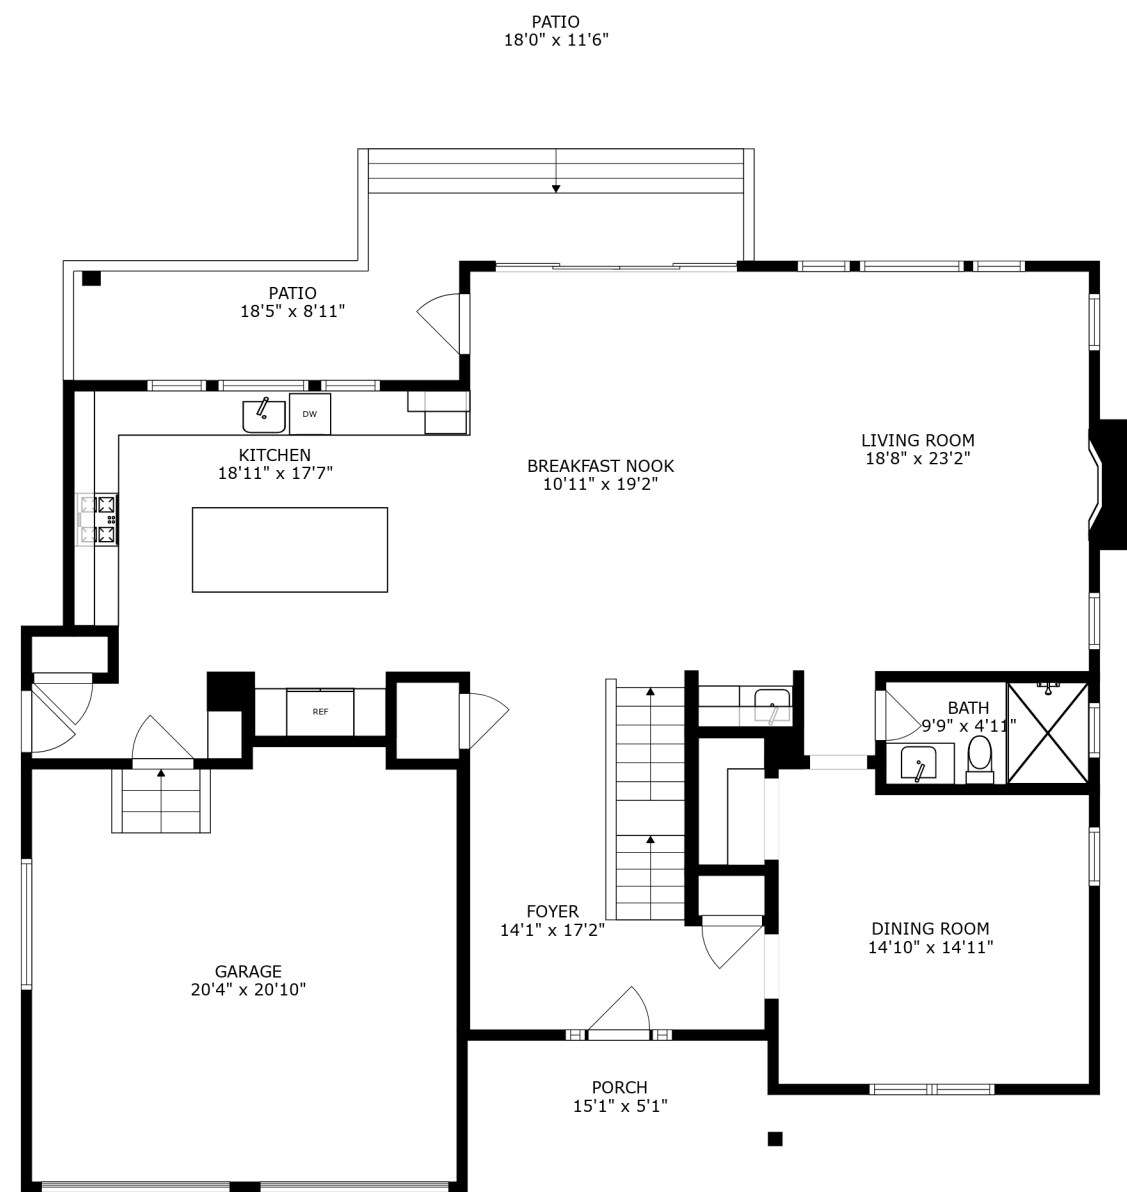 PATIO
18'0" x 11'6"
PATIO
18'5" x 8'11"
DW
KITCHEN
18'11" x 17'7"
BREAKFAST NOOK
10'11" x 19'2"
LIVING ROOM
18'8" x 23'2"
REF
BATH
9'9" x 4'11"
FOYER
14'1" x 17'2"
DINING ROOM
14'10" x 14'11"
GARAGE
20'4" x 20'10"
PORCH
15'1" x 5'1"